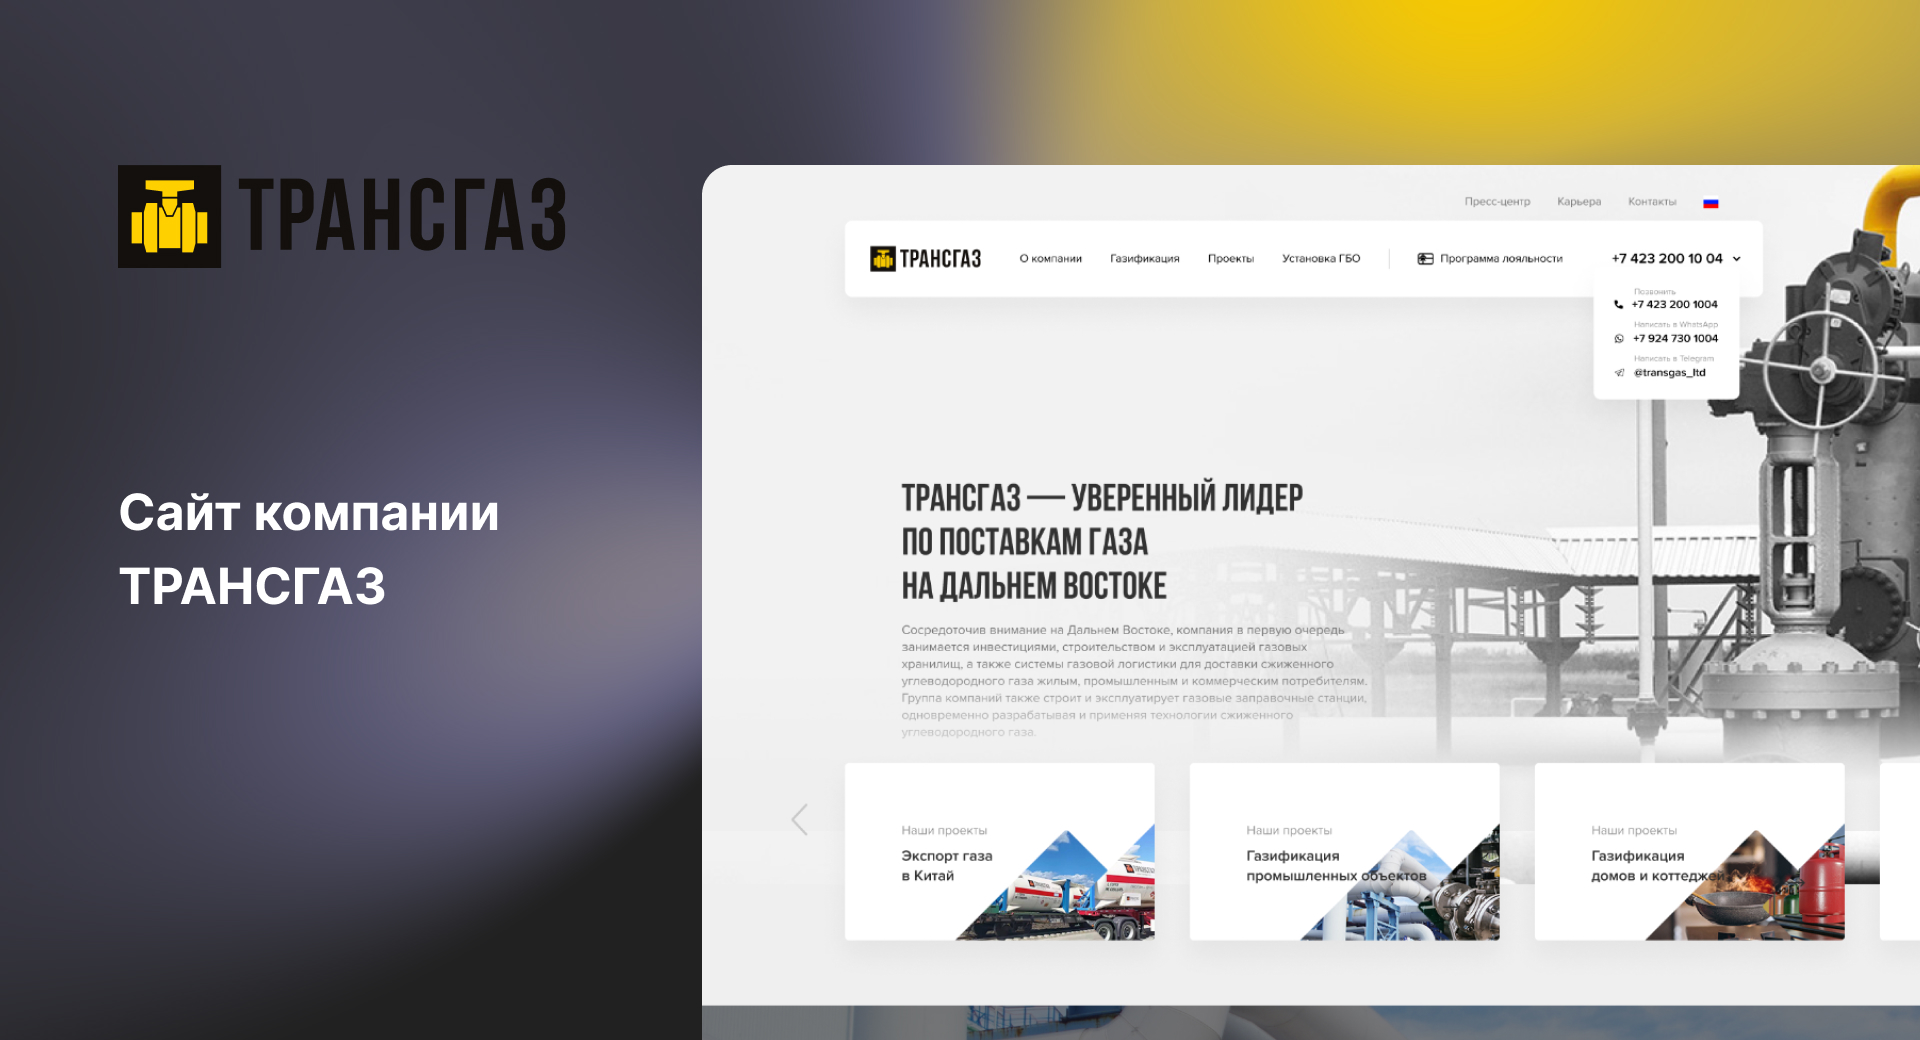 ТРАНСГАЗ
Сайт компании
ТРАНСГАЗ
Пресс-центр Карьера Контакты
ТРАНСГАЗ О компании Газификация Проекты Установка ГБО Программа лояльности +7 423 200 10 04
Позвонить
+7 423 200 1004
Написать в WhatsApp
+7 924 730 1004
Написать в Telegram
@transgas_ltd
ТРАНСГАЗ — УВЕРЕННЫЙ ЛИДЕР
ПО ПОСТАВКАМ ГАЗА
НА ДАЛЬНЕМ ВОСТОКЕ
Сосредоточив внимание на Дальнем Востоке, компания в первую очередь
занимается инвестициями, строительством и эксплуатацией газовых
хранилищ, а также системы газовой логистики для доставки сжиженного
углеводородного газа жилым, промышленным и коммерческим потребителям.
Группа компаний также строит и эксплуатирует газовые заправочные станции,
одновременно разрабатывая и применяя технологии сжиженного
углеводородного газа.
Наши проекты
Экспорт газа
в Китай
Наши проекты
Газификация
промышленных объектов
Наши проекты
Газификация
домов и коттеджей